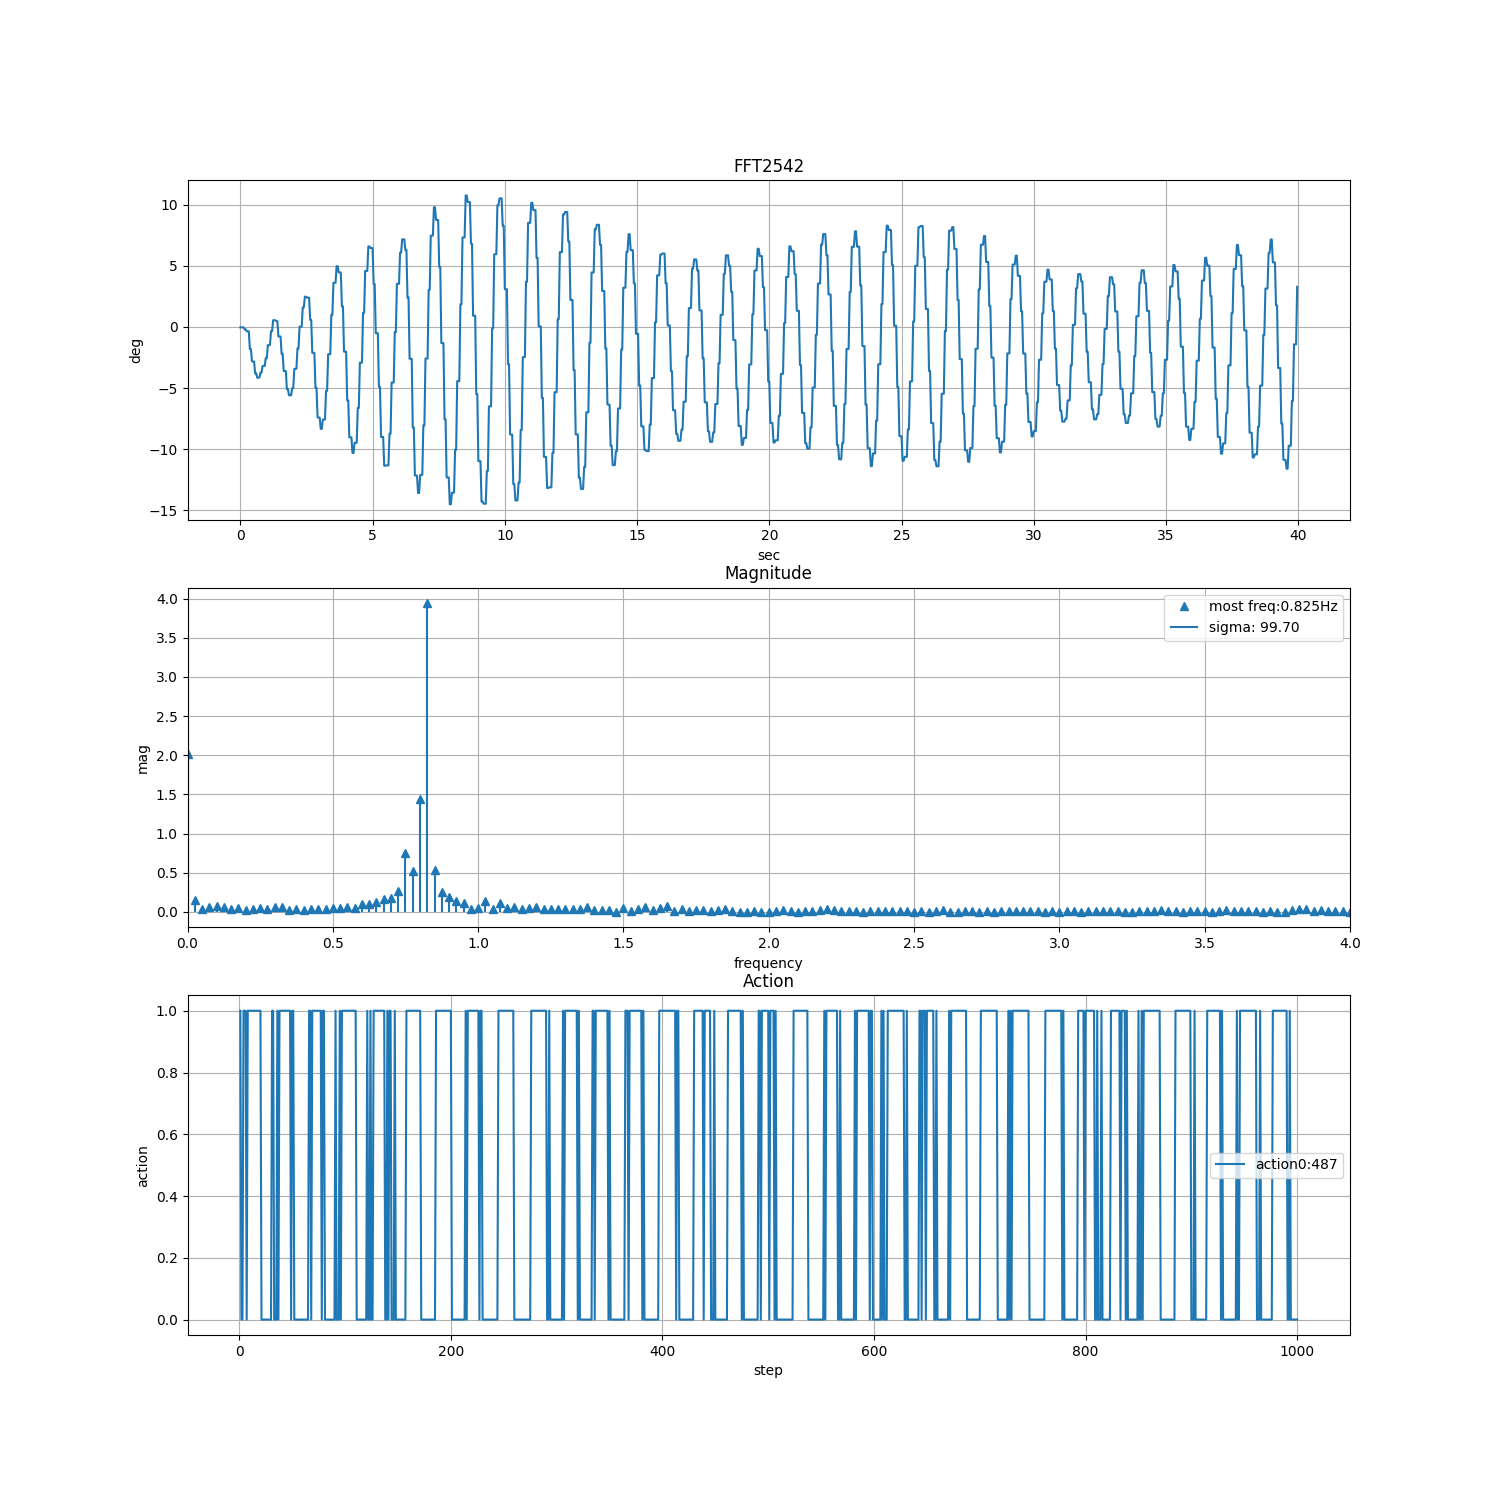 FFT2542
10
5
0
−5
−10
−15
deg
0 5 10 15 20 25 30 35 40
sec
Magnitude
4.0
3.5
3.0
2.5
2.0
1.5
1.0
0.5
0.0
mag
most freq:0.825Hz
sigma: 99.70
0.0 0.5 1.0 1.5 2.0 2.5 3.0 3.5 4.0
frequency
Action
1.0
0.8
0.6
0.4
0.2
0.0
action
action0:487
0 200 400 600 800 1000
step